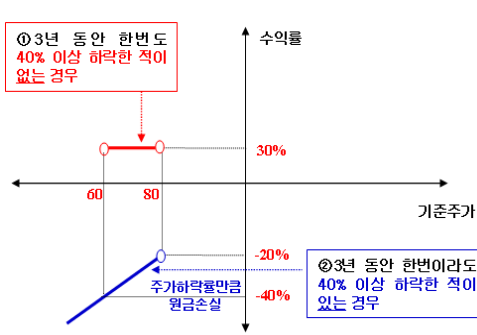 ①3년 동안 한번도
40% 이상 하락한 적이
없는 경우
수익률
30%
60
80
기준주가
-20%
주가하락률만큼
원금손실
-40%
②3년 동안 한번이라도
40% 이상 하락한 적이
있는 경우